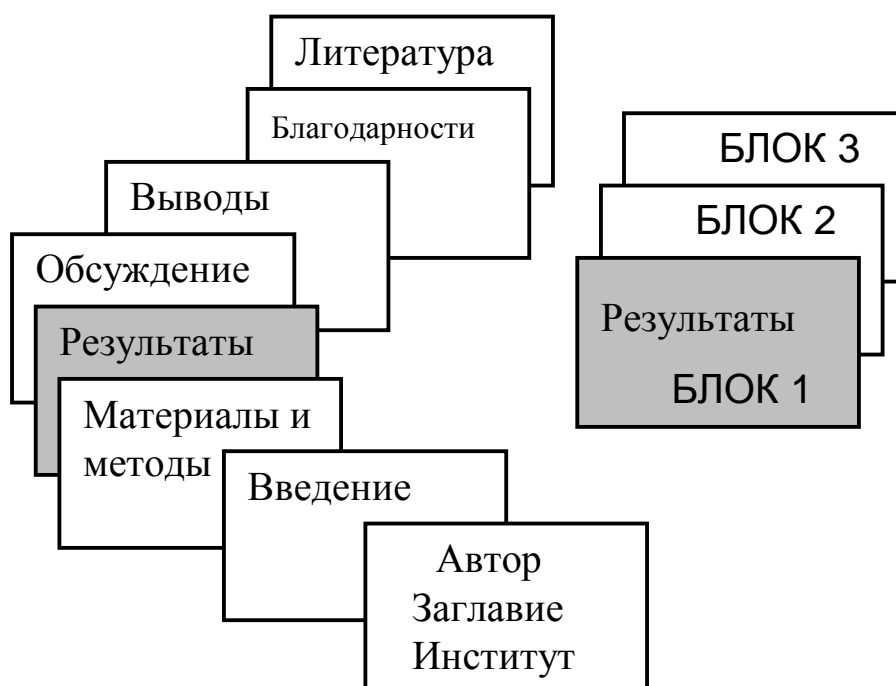 Литература
Благодарности
Выводы
Обсуждение
Результаты
Материалы и
методы
Введение
Автор
Заглавие
Институт
БЛОК 3
БЛОК 2
Результаты
БЛОК 1